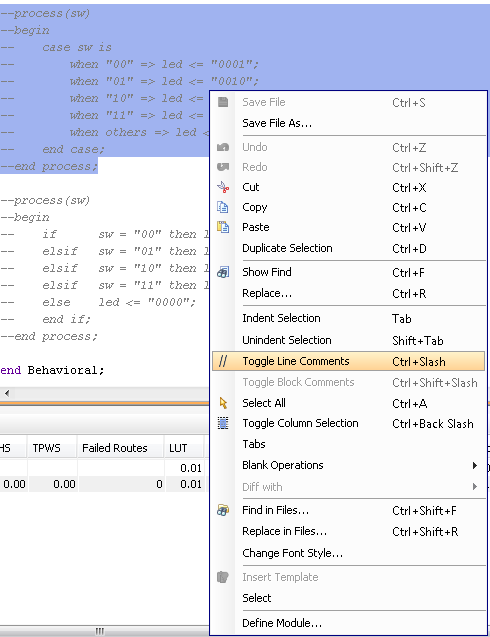 --process(sw)
--begin
-- case sw is
-- when "00" => led <= "0001";
-- when "01" => led <= "0010";
-- when "10" => led <=
-- when "11" => led <=
-- when others => led <
-- end case;
--end process;
--process(sw)
--begin
-- if sw = "00" then l
-- elsif sw = "01" then l
-- elsif sw = "10" then l
-- elsif sw = "11" then l
-- else led <= "0000";
-- end if;
--end process;
end Behavioral;
Save File Ctrl+S
Save File As...
Undo Ctrl+Z
Redo Ctrl+Shift+Z
Cut Ctrl+X
Copy Ctrl+C
Paste Ctrl+V
Duplicate Selection Ctrl+D
Show Find Ctrl+F
Replace... Ctrl+R
Indent Selection Tab
Unindent Selection Shift+Tab
// Toggle Line Comments Ctrl+Slash
Toggle Block Comments Ctrl+Shift+Slash
Select All Ctrl+A
Toggle Column Selection Ctrl+Back Slash
Tabs
Blank Operations
Diff with
Find in Files... Ctrl+Shift+F
Replace in Files... Ctrl+Shift+R
Change Font Style...
Insert Template
Select
Define Module...
HS TPWS Failed Routes LUT
0.01
0.00 0.00 0 0.01